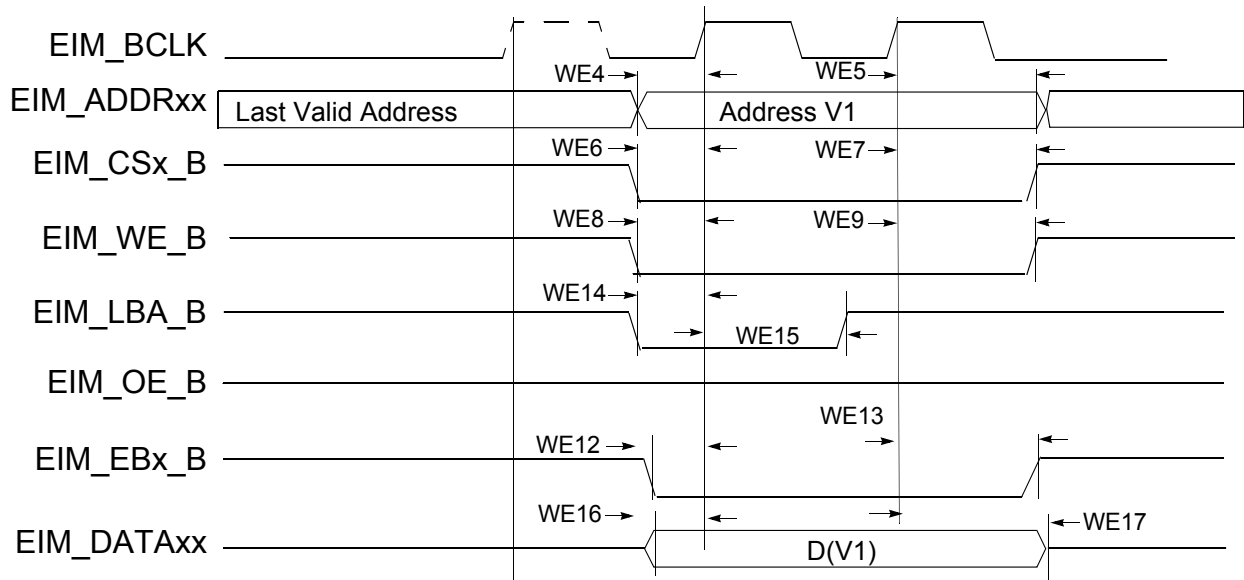 EIM_BCLK
WE4
WE5
EIM_ADDRxx
Last Valid Address
Address V1
WE6
WE7
EIM_CSx_B
WE8
WE9
EIM_WE_B
WE14
EIM_LBA_B
WE15
EIM_OE_B
WE13
WE12
EIM_EBx_B
WE16
WE17
EIM_DATAxx
D(V1)